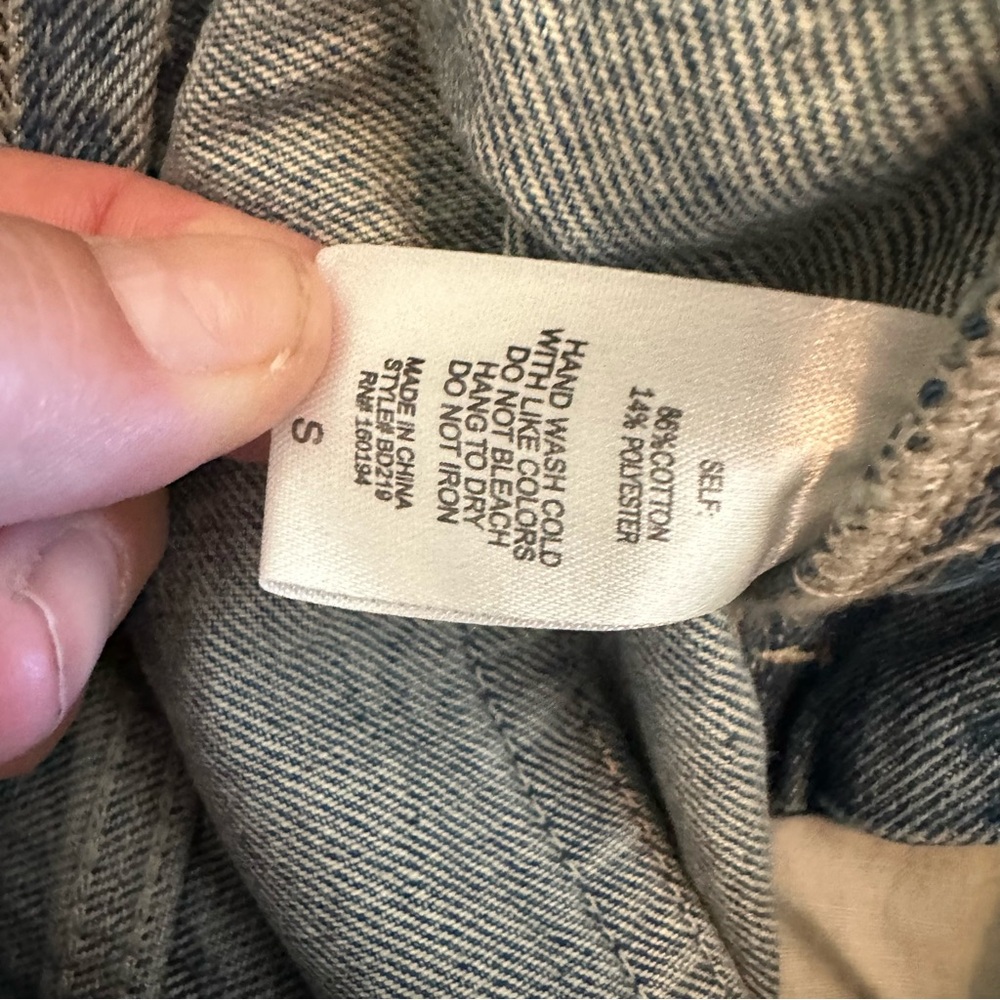 SELF:
86%COTTON
14% POLYESTER
HAND WASH COLD
WITH LIKE COLORS
DO NOT BLEACH
HANG TO DRY
DO NOT IRON
MADE IN CHINA
STYLE# BD219
RN# 160194
S